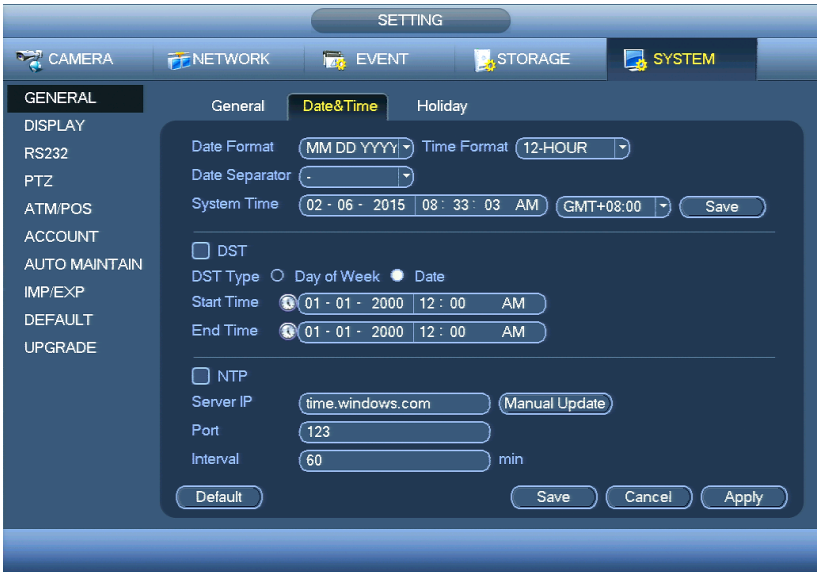 SETTING
CAMERA NETWORK EVENT STORAGE SYSTEM
GENERAL
DISPLAY
RS232
PTZ
ATM/POS
ACCOUNT
AUTO MAINTAIN
IMP/EXP
DEFAULT
UPGRADE
General Date&Time Holiday
Date Format MM DD YYYY Time Format 12-HOUR
Date Separator -
System Time 02 - 06 - 2015 08 : 33 : 03 AM GMT+08:00 Save
DST
DST Type Day of Week Date
Start Time 01 - 01 - 2000 12 : 00 AM
End Time 01 - 01 - 2000 12 : 00 AM
NTP
Server IP time.windows.com Manual Update
Port 123
Interval 60 min
Default Save Cancel Apply